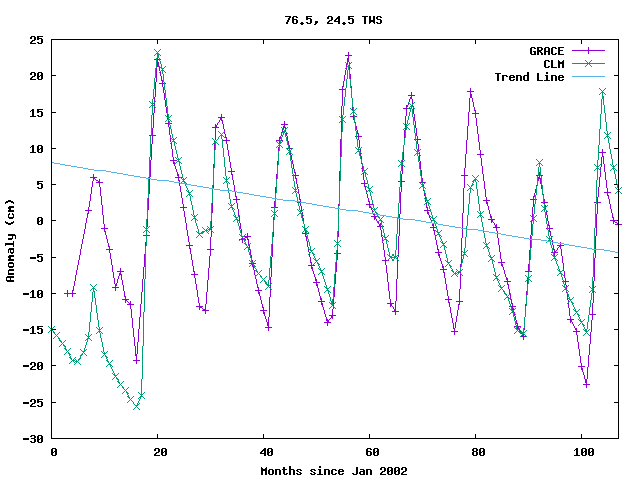 76.5, 24.5 TWS
GRACE
CLM
Trend Line
25
20
15
10
5
0
-5
-10
-15
-20
-25
-30
Anomaly (cm)
0 20 40 60 80 100
Months since Jan 2002